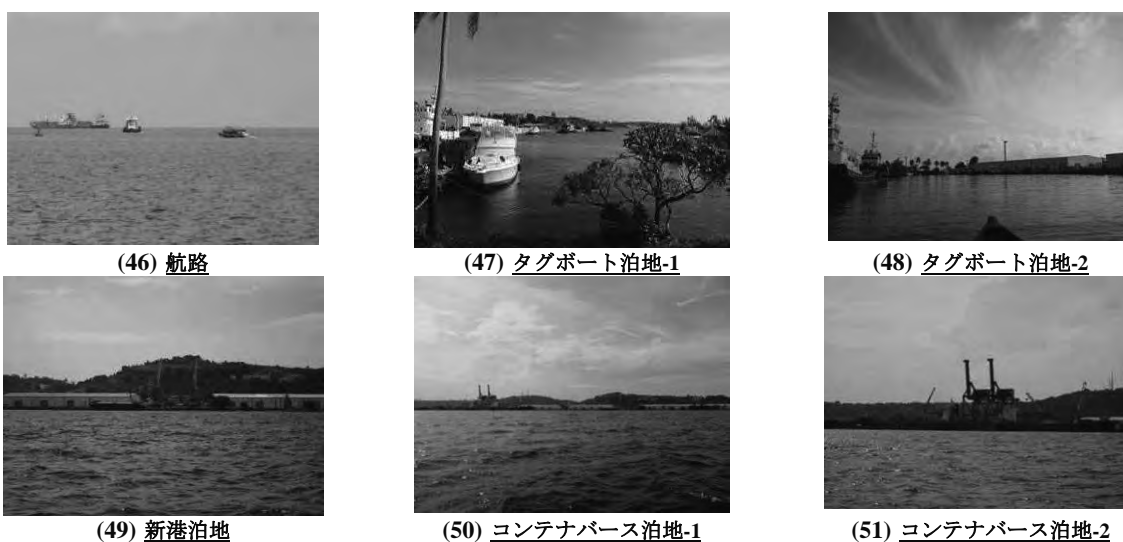 (46) 航路
(47) タグボート泊地-1
(48) タグボート泊地-2
(49) 新港泊地
(50) コンテナバース泊地-1
(51) コンテナバース泊地-2